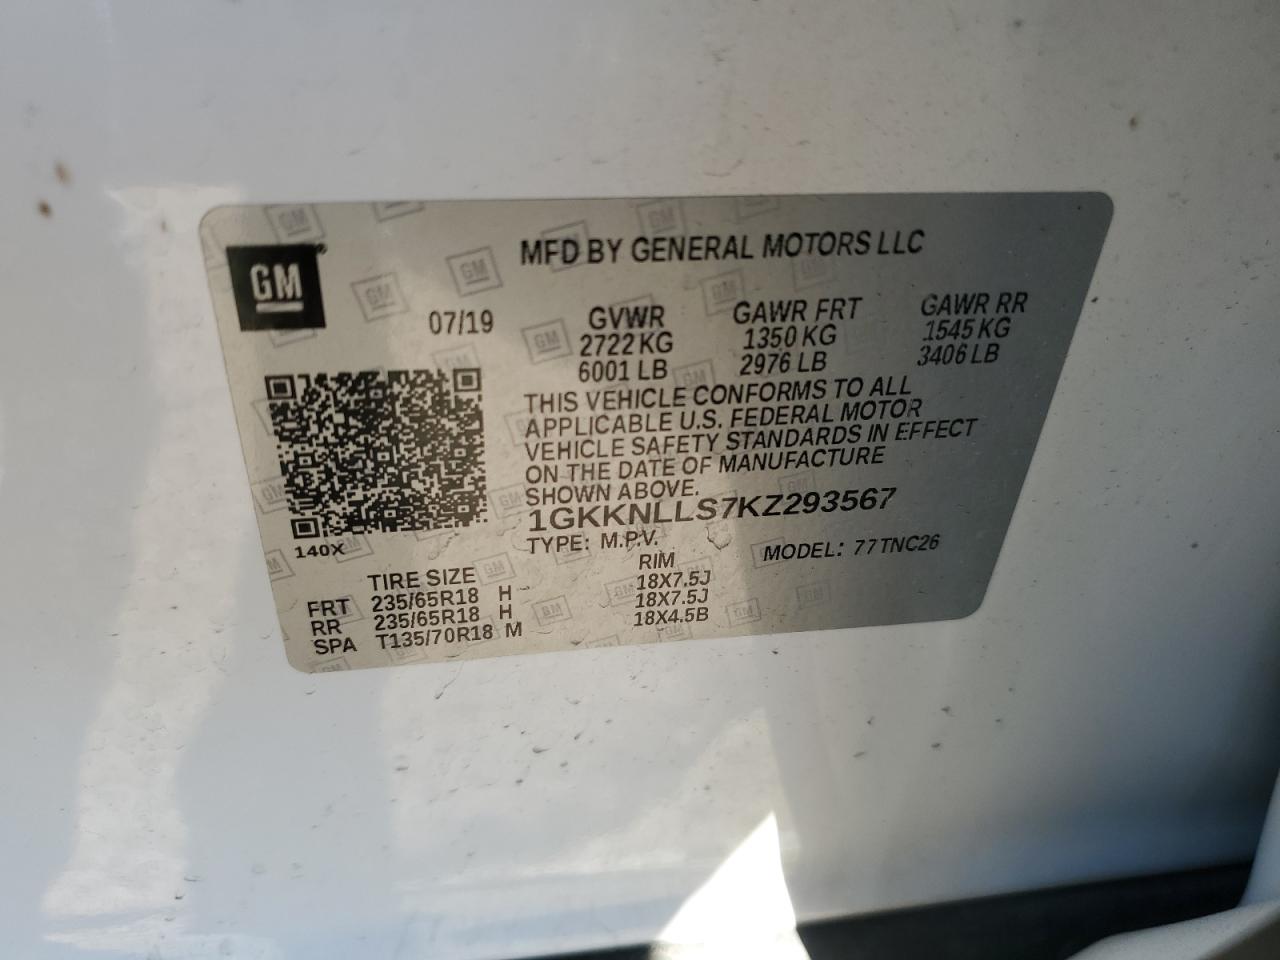 GM
MFD BY GENERAL MOTORS LLC
07/19
GVWR GAWR FRT GAWR RR
2722 KG 1350 KG 1545 KG
6001 LB 2976 LB 3406 LB
THIS VEHICLE CONFORMS TO ALL
APPLICABLE U.S. FEDERAL MOTOR
VEHICLE SAFETY STANDARDS IN EFFECT
ON THE DATE OF MANUFACTURE
SHOWN ABOVE.
1GKKNLLS7KZ293567
140X
TYPE: M.P.V. MODEL: 77TNC26
TIRE SIZE RIM
FRT 235/65R18 H 18X7.5J
RR 235/65R18 H 18X7.5J
SPA T135/70R18 M 18X4.5B